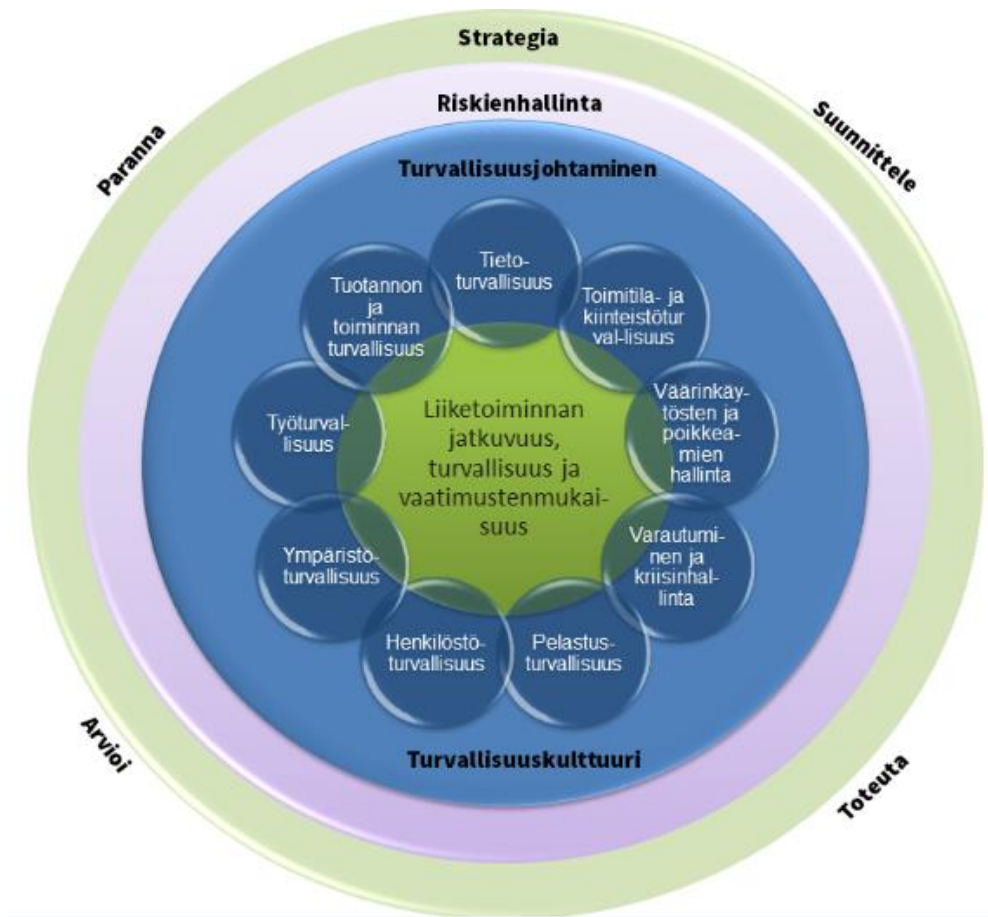 Strategia
Riskienhallinta
Turvallisuusjohtaminen
Paranna
Suunnittele
Tieto-
turvallisuus
Toimitila- ja
kiinteistötur
val-lisuus
Väärinkäy-
tösten ja
poikkea-
mien
hallinta
Varautumi-
nen ja
kriisinhal-
linta
Pelastus-
turvallisuus
Henkilöstö-
turvallisuus
Ympäristö-
turvallisuus
Työturval-
lisuus
Tuotannon
ja
toiminnan
turvallisuus
Liiketoiminnan
jatkuvuus,
turvallisuus ja
vaatimustenmukai-
suus
Turvallisuuskulttuuri
Arvioi
Toteuta